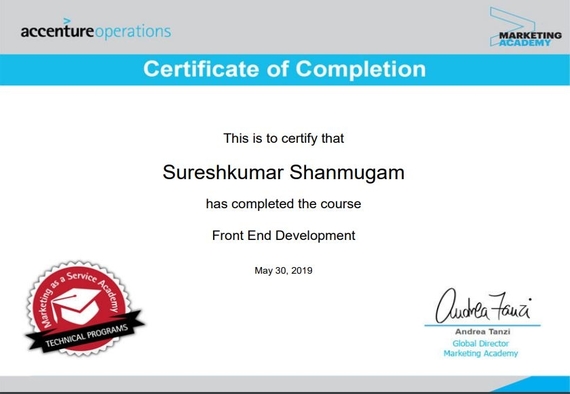 accentureoperations
MARKETING
ACADEMY
Certificate of Completion
This is to certify that
Sureshkumar Shanmugam
has completed the course
Front End Development
May 30, 2019
Marketing as a Service Academy
TECHNICAL PROGRAMS
Andrea Tanzi
Andrea Tanzi
Global Director
Marketing Academy